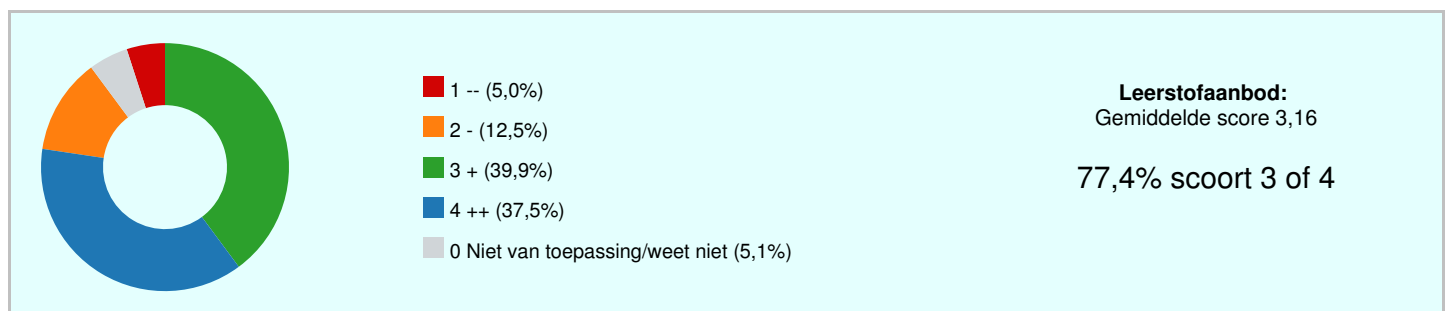 1 -- (5,0%)
2 - (12,5%)
3 + (39,9%)
4 ++ (37,5%)
0 Niet van toepassing/weet niet (5,1%)
Leerstofaanbod:
Gemiddelde score 3,16
77,4% scoort 3 of 4